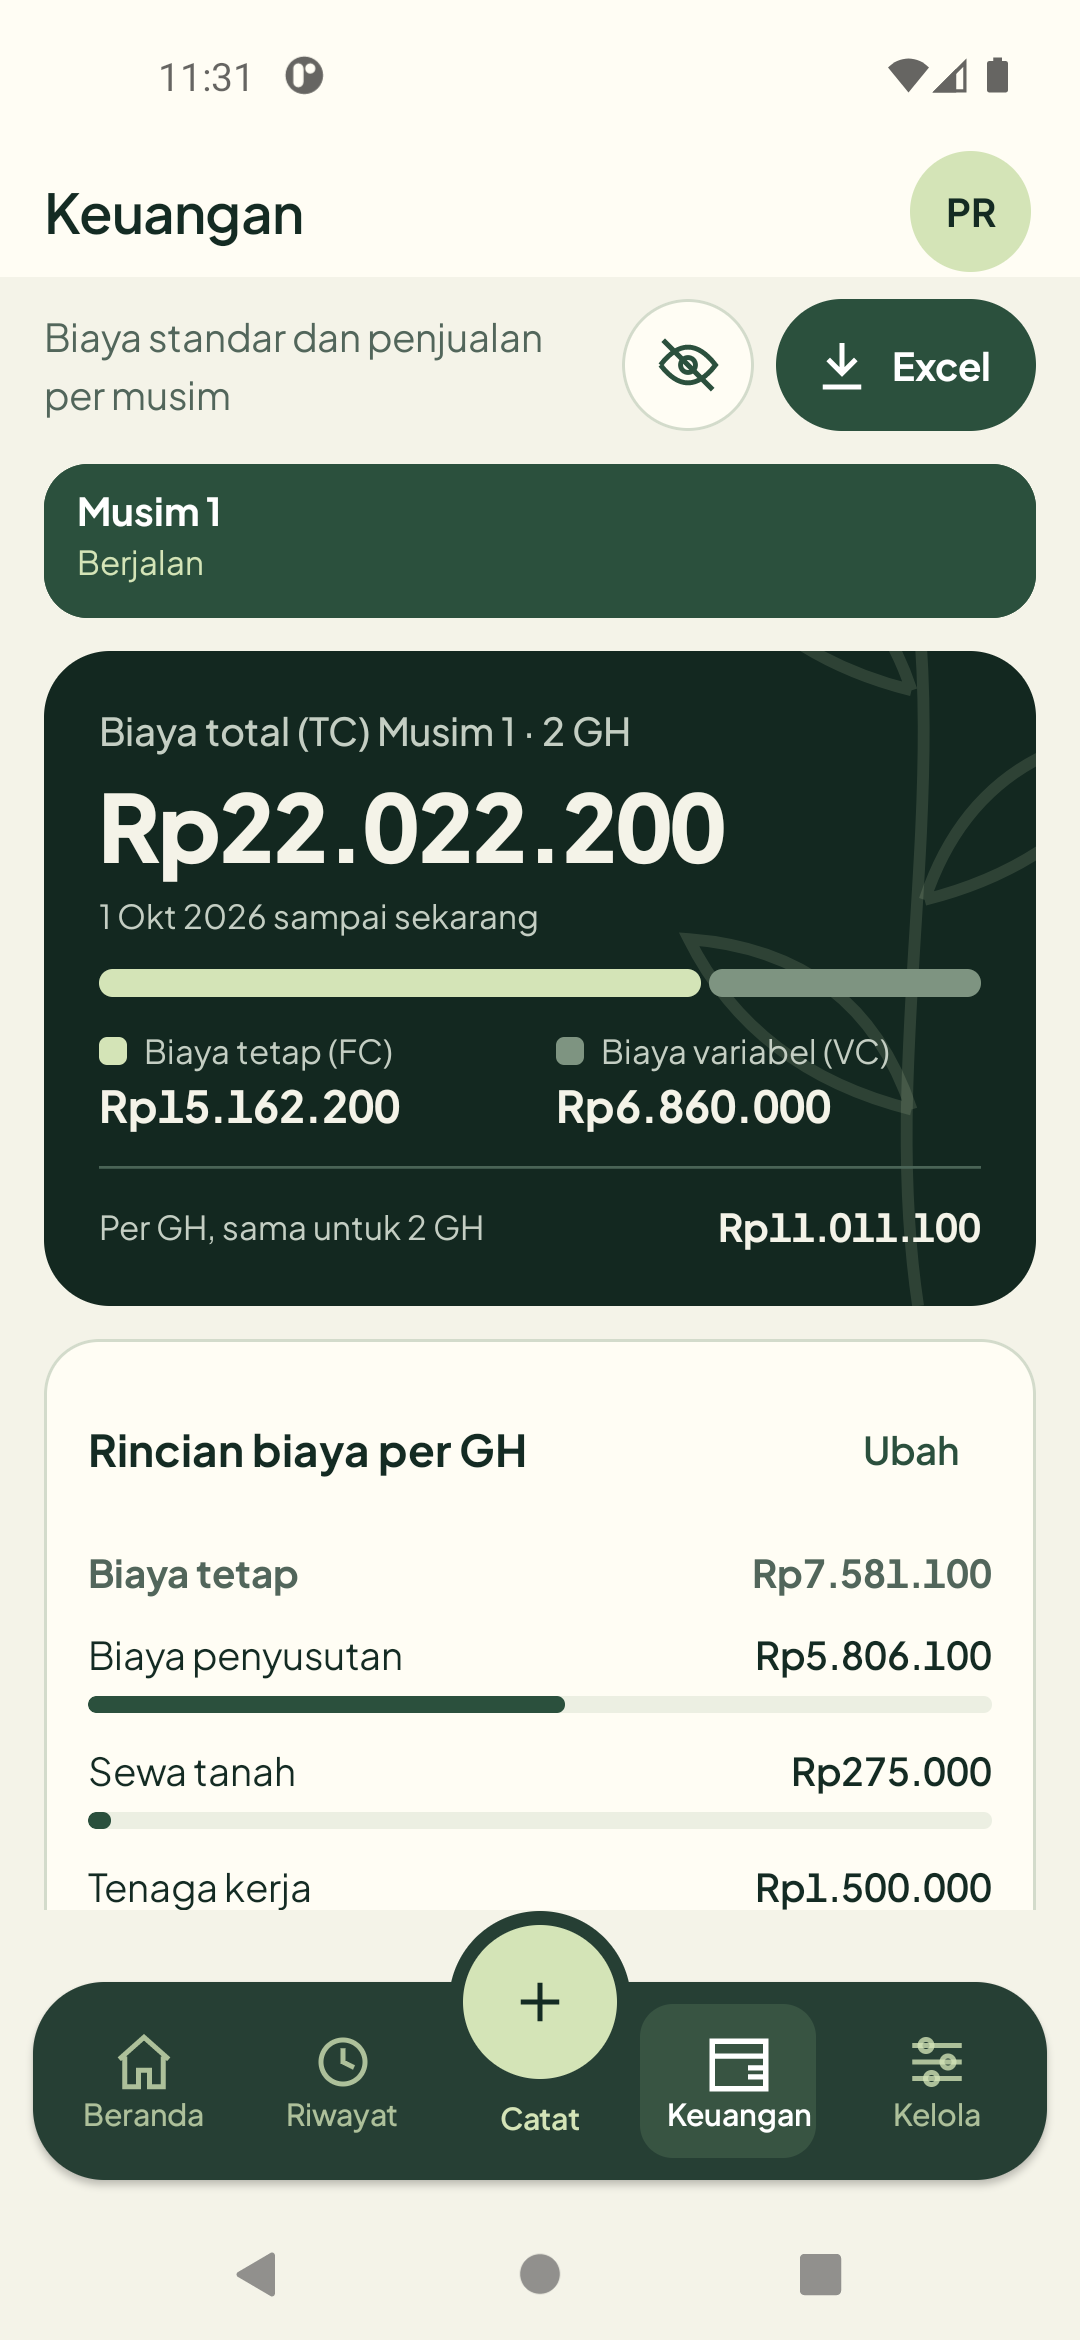 11:31
Keuangan
PR
Biaya standar dan penjualan
per musim
Excel
Musim 1
Berjalan
Biaya total (TC) Musim 1 · 2 GH
Rp22.022.200
1 Okt 2026 sampai sekarang
Biaya tetap (FC)
Rp15.162.200
Biaya variabel (VC)
Rp6.860.000
Per GH, sama untuk 2 GH
Rp11.011.100
Rincian biaya per GH
Ubah
Biaya tetap
Rp7.581.100
Biaya penyusutan
Rp5.806.100
Sewa tanah
Rp275.000
Tenaga kerja
Rp1.500.000
Beranda
Riwayat
Catat
Keuangan
Kelola